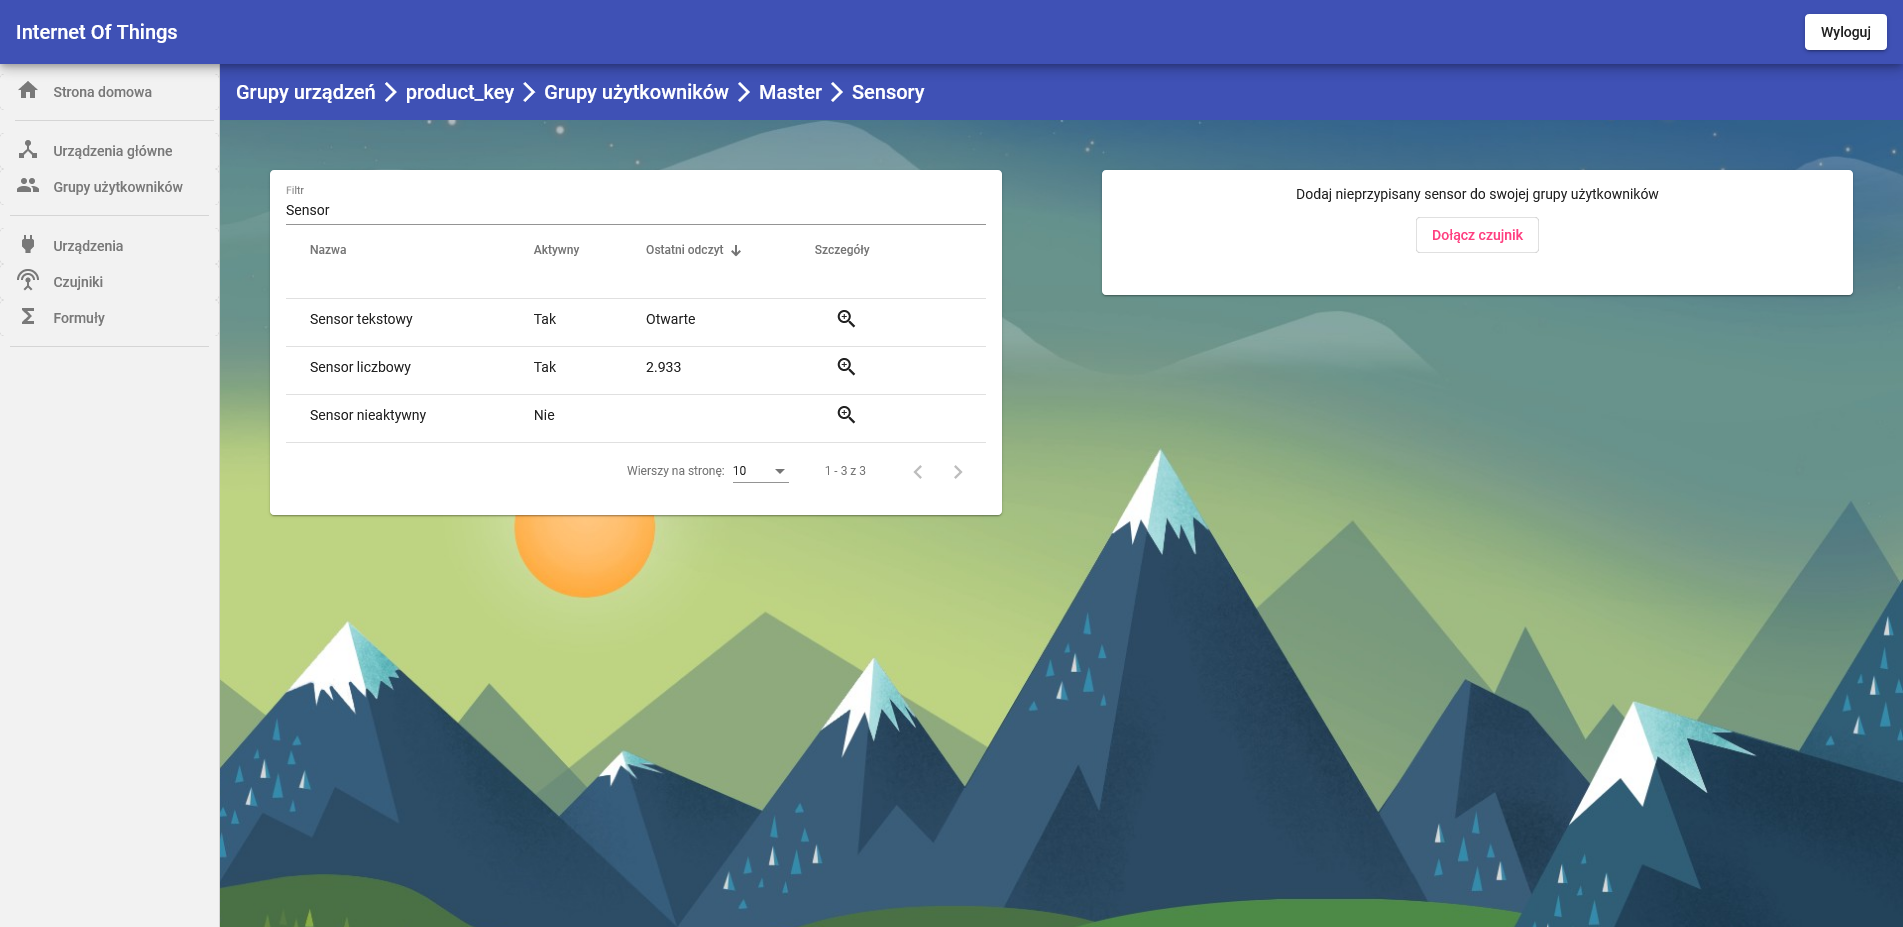 Internet Of Things
Wyloguj
Strona domowa
Urządzenia główne
Grupy użytkowników
Urządzenia
Czujniki
Formuły
Grupy urządzeń product_key Grupy użytkowników Master Sensory
Filtr
Sensor
Nazwa Aktywny Ostatni odczyt Szczegóły
Sensor tekstowy Tak Otwarte
Sensor liczbowy Tak 2.933
Sensor nieaktywny Nie
Wierszy na stronę: 10 1 - 3 z 3
Dodaj nieprzypisany sensor do swojej grupy użytkowników
Dołącz czujnik